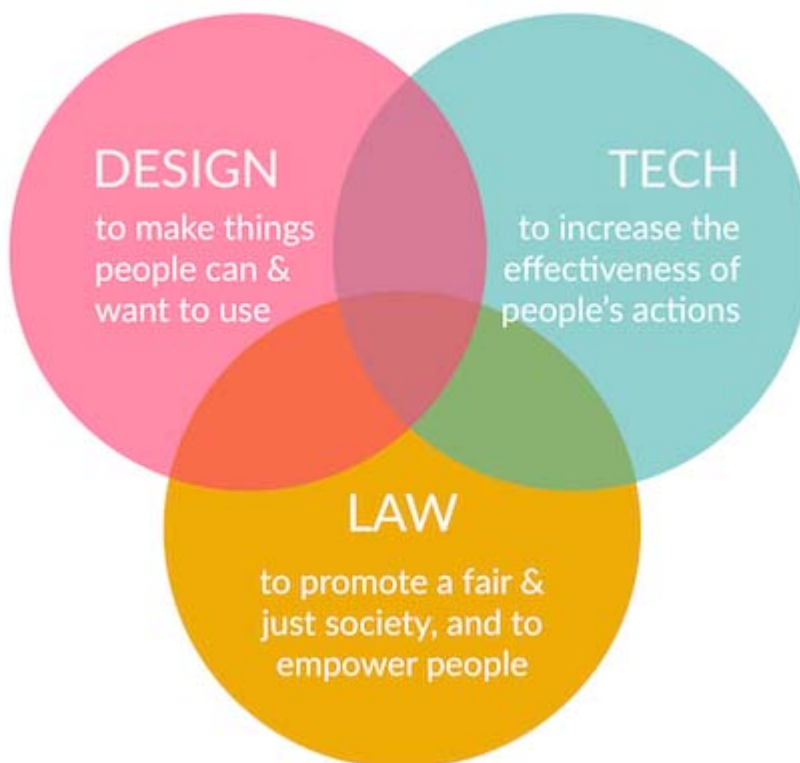 DESIGN
to make things
people can &
want to use
TECH
to increase the
effectiveness of
people's actions
LAW
to promote a fair &
just society, and to
empower people